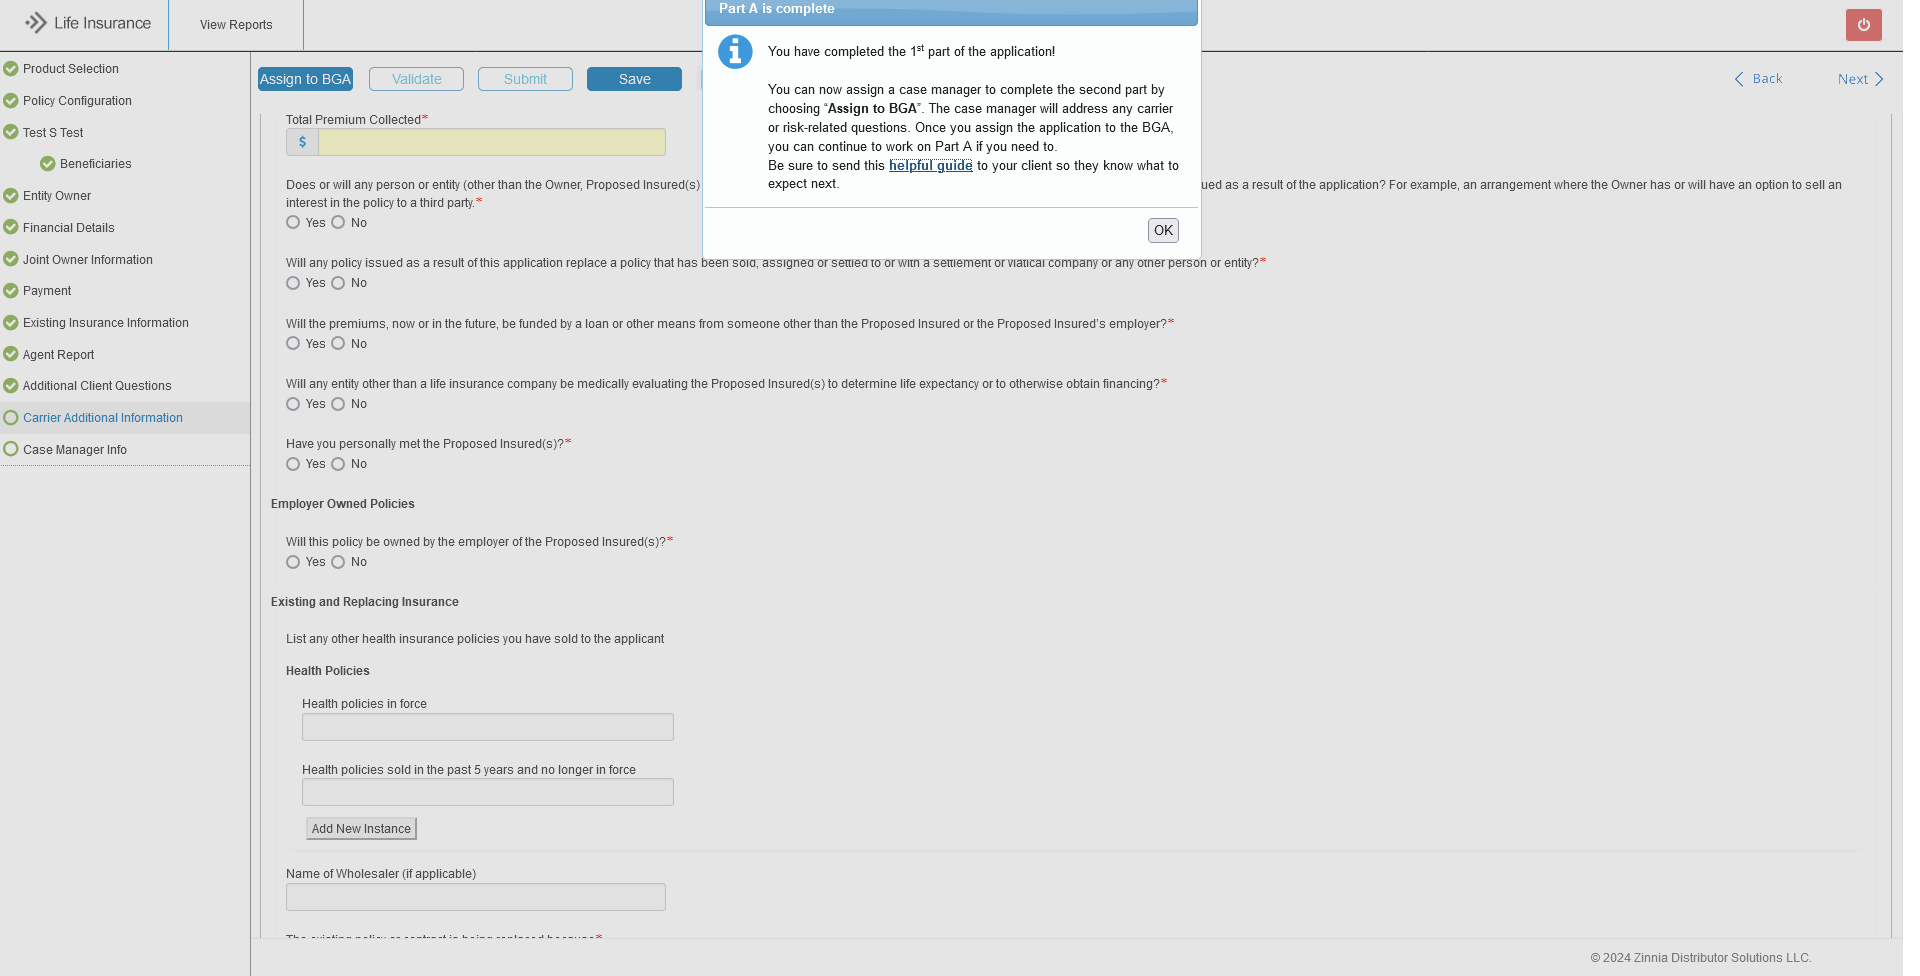 Life Insurance
View Reports
Part A is complete
You have completed the 1st part of the application!
You can now assign a case manager to complete the second part by
choosing “Assign to BGA”. The case manager will address any carrier
or risk-related questions. Once you assign the application to the BGA,
you can continue to work on Part A if you need to.
Be sure to send this helpful guide to your client so they know what to
expect next.
OK
Product Selection
Policy Configuration
Test S Test
Beneficiaries
Entity Owner
Financial Details
Joint Owner Information
Payment
Existing Insurance Information
Agent Report
Additional Client Questions
Carrier Additional Information
Case Manager Info
Assign to BGA
Validate
Submit
Save
Back
Next
Total Premium Collected*
$
Does or will any person or entity (other than the Owner, Proposed Insured(s) ued as a result of the application? For example, an arrangement where the Owner has or will have an option to sell an
interest in the policy to a third party.*
Yes No
Will any policy issued as a result of this application replace a policy that has been sold, assigned or settled to or with a settlement or viatical company or any other person or entity?*
Yes No
Will the premiums, now or in the future, be funded by a loan or other means from someone other than the Proposed Insured or the Proposed Insured's employer?*
Yes No
Will any entity other than a life insurance company be medically evaluating the Proposed Insured(s) to determine life expectancy or to otherwise obtain financing?*
Yes No
Have you personally met the Proposed Insured(s)?*
Yes No
Employer Owned Policies
Will this policy be owned by the employer of the Proposed Insured(s)?*
Yes No
Existing and Replacing Insurance
List any other health insurance policies you have sold to the applicant
Health Policies
Health policies in force
Health policies sold in the past 5 years and no longer in force
Add New Instance
Name of Wholesaler (if applicable)
The existing policy or contract is being replaced because*
© 2024 Zinnia Distributor Solutions LLC.